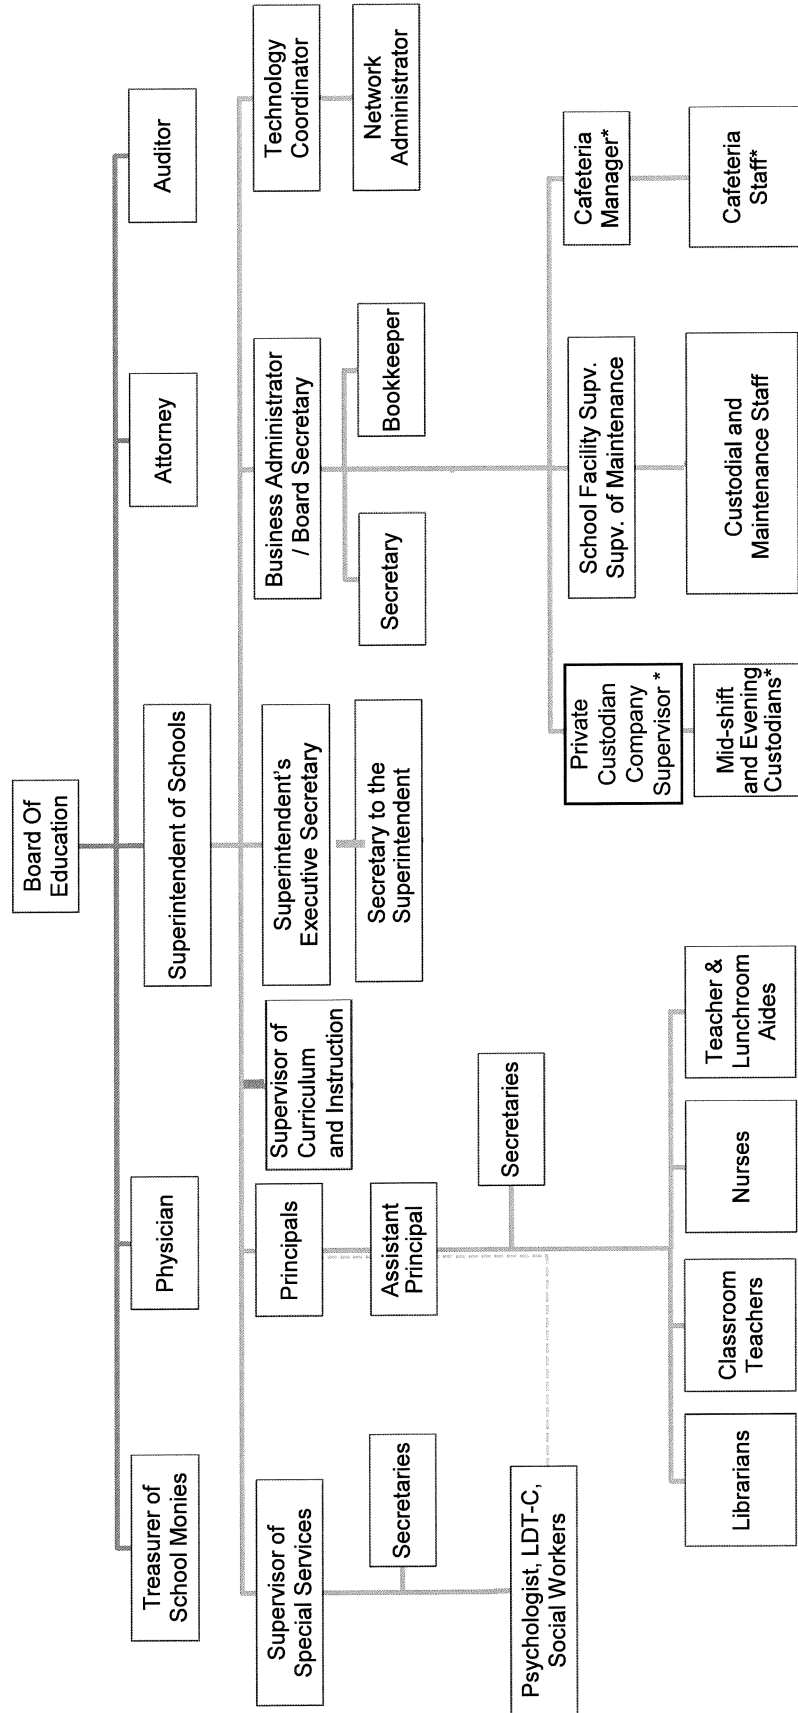 Board Of
Education
Treasurer of
School Monies
Physician
Superintendent of Schools
Attorney
Auditor
Supervisor of
Special Services
Principals
Supervisor of
Curriculum
and Instruction
Superintendent's
Executive Secretary
Business Administrator
/ Board Secretary
Technology
Coordinator
Secretaries
Assistant
Principal
Secretary to the
Superintendent
Secretary
Bookkeeper
Network
Administrator
Psychologist, LDT-C,
Social Workers
Secretaries
Private
Custodian
Company
Supervisor *
School Facility Supv.
Supv. of Maintenance
Cafeteria
Manager*
Librarians
Classroom
Teachers
Nurses
Teacher &
Lunchroom
Aides
Mid-shift
and Evening
Custodians*
Custodial and
Maintenance Staff
Cafeteria
Staff*